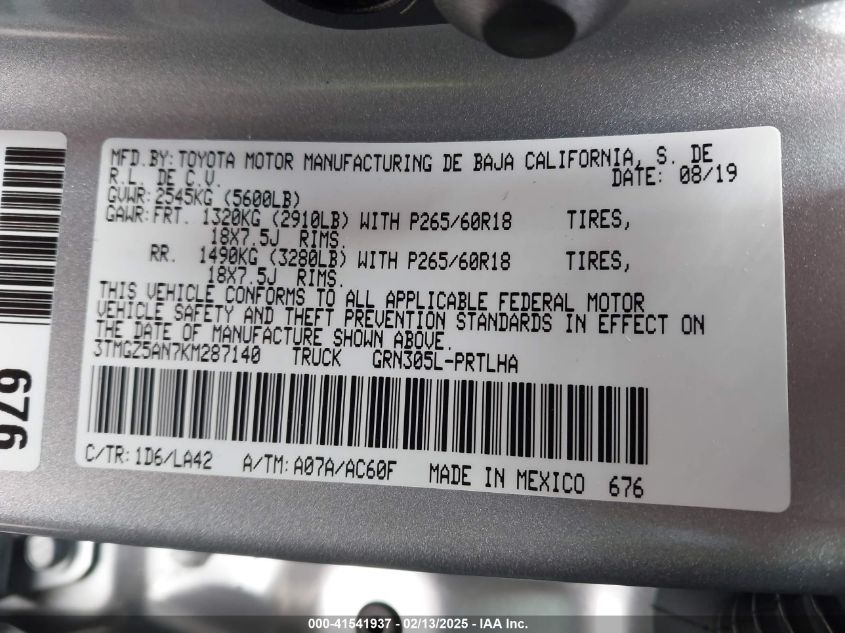 MFD.BY:TOYOTA MOTOR MANUFACTURING DE BAJA CALIFORNIA, S. DE
R.L. DE C.V. DATE: 08/19
GVWR:2545KG (5600LB)
GAWR:FRT. 1320KG (2910LB) WITH P265/60R18 TIRES,
18X7.5J RIMS.
RR. 1490KG (3280LB) WITH P265/60R18 TIRES,
18X7.5J RIMS.
THIS VEHICLE CONFORMS TO ALL APPLICABLE FEDERAL MOTOR
VEHICLE SAFETY AND THEFT PREVENTION STANDARDS IN EFFECT ON
THE DATE OF MANUFACTURE SHOWN ABOVE.
3TMGZ5AN7KM287140 TRUCK GRN305L-PRTLHA
C/TR:1D6/LA42 A/TM:A07A/AC60F MADE IN MEXICO 676
676
000-41541937 - 02/13/2025 - IAA Inc.